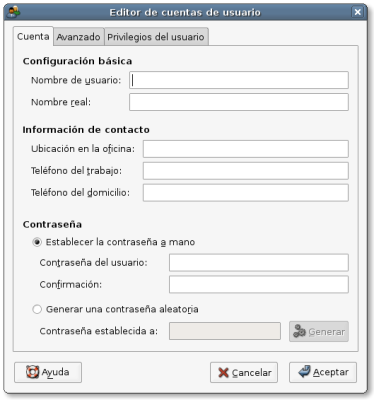 Editor de cuentas de usuario
Cuenta Avanzado Privilegios del usuario
Configuración básica
Nombre de usuario:
Nombre real:
Información de contacto
Ubicación en la oficina:
Teléfono del trabajo:
Teléfono del domicilio:
Contraseña
Establecer la contraseña a mano
Contraseña del usuario:
Confirmación:
Generar una contraseña aleatoria
Contraseña establecida a: Generar
Ayuda Cancelar Aceptar